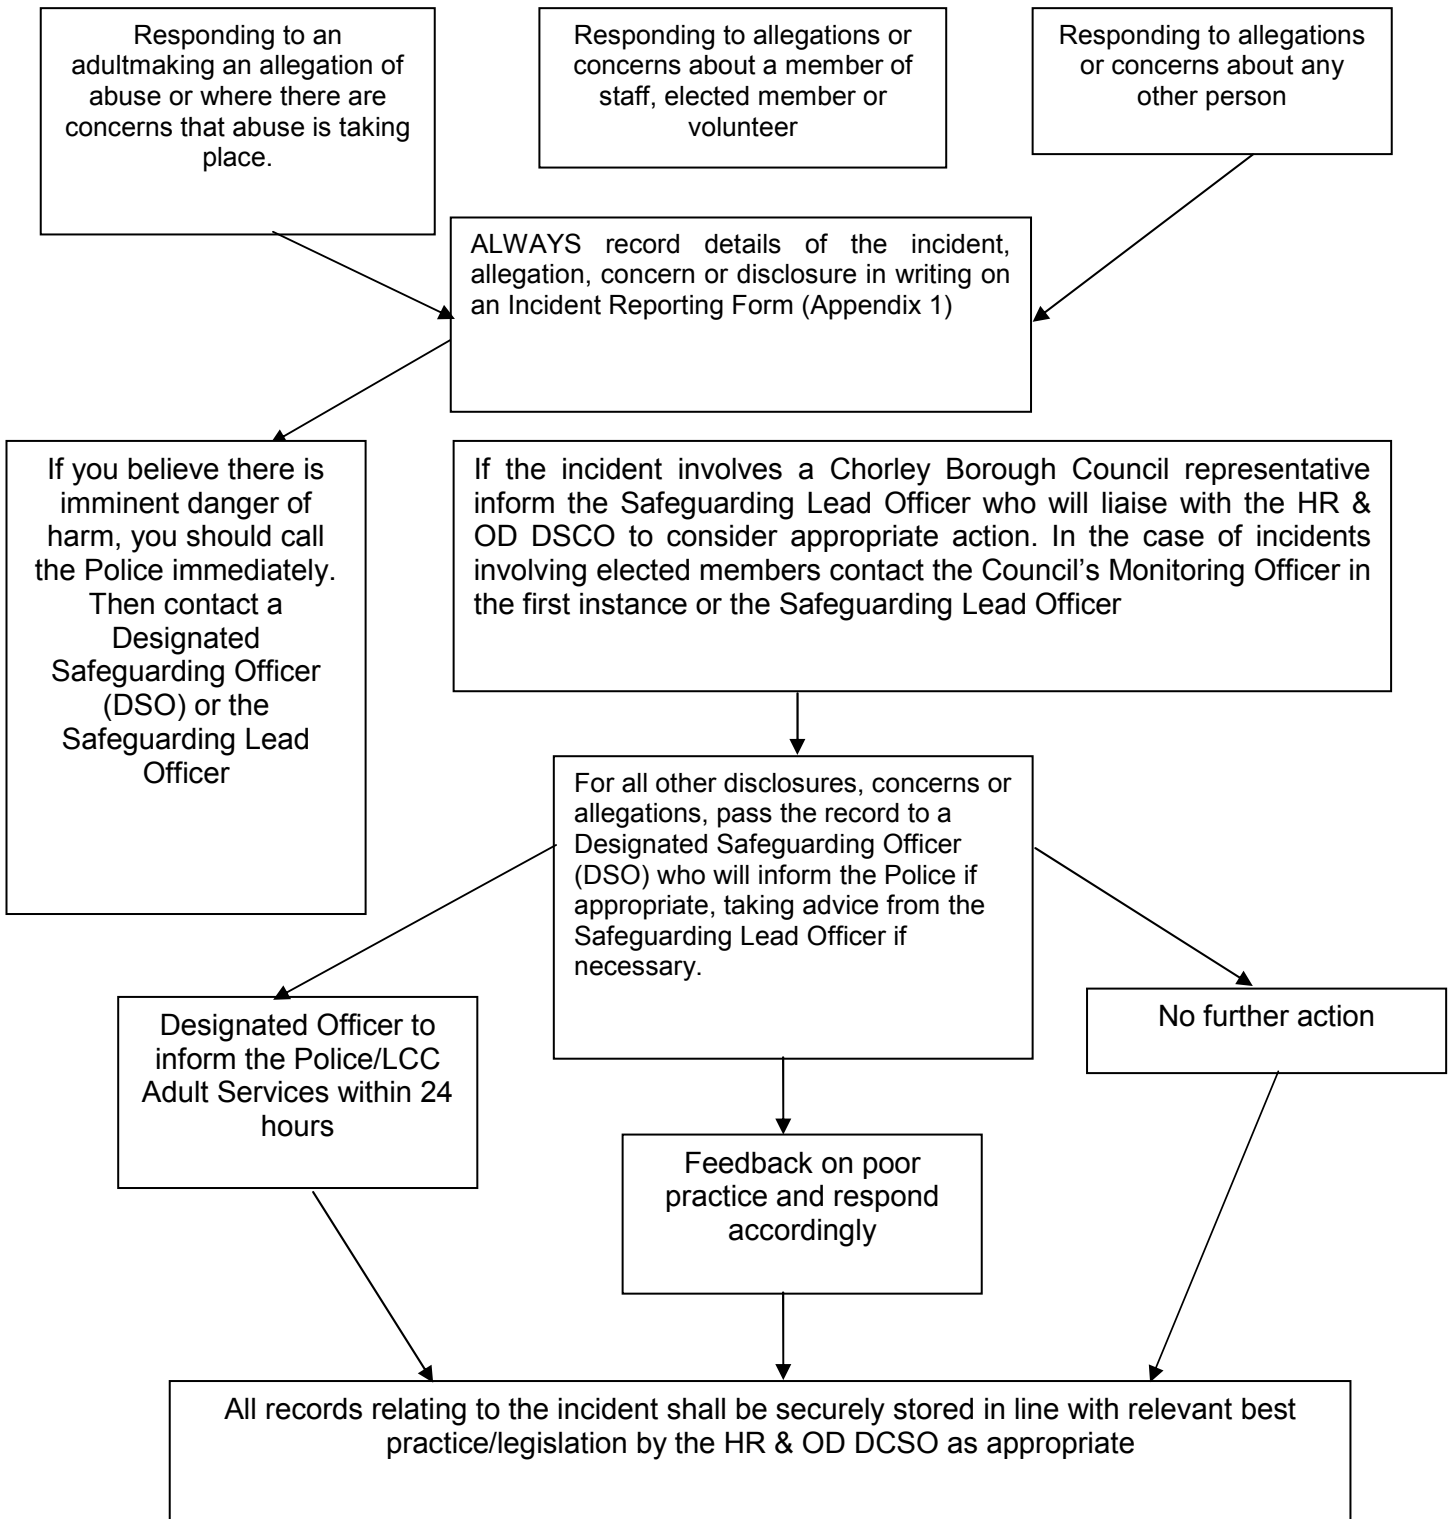 Responding to an
adultmaking an allegation of
abuse or where there are
concerns that abuse is taking
place.
Responding to allegations or
concerns about a member of
staff, elected member or
volunteer
Responding to allegations
or concerns about any
other person
ALWAYS record details of the incident,
allegation, concern or disclosure in writing on
an Incident Reporting Form (Appendix 1)
If you believe there is
imminent danger of
harm, you should call
the Police immediately.
Then contact a
Designated
Safeguarding Officer
(DSO) or the
Safeguarding Lead
Officer
If the incident involves a Chorley Borough Council representative
inform the Safeguarding Lead Officer who will liaise with the HR &
OD DSCO to consider appropriate action. In the case of incidents
involving elected members contact the Council’s Monitoring Officer in
the first instance or the Safeguarding Lead Officer
For all other disclosures, concerns or
allegations, pass the record to a
Designated Safeguarding Officer
(DSO) who will inform the Police if
appropriate, taking advice from the
Safeguarding Lead Officer if
necessary.
Designated Officer to
inform the Police/LCC
Adult Services within 24
hours
No further action
Feedback on poor
practice and respond
accordingly
All records relating to the incident shall be securely stored in line with relevant best
practice/legislation by the HR & OD DCSO as appropriate